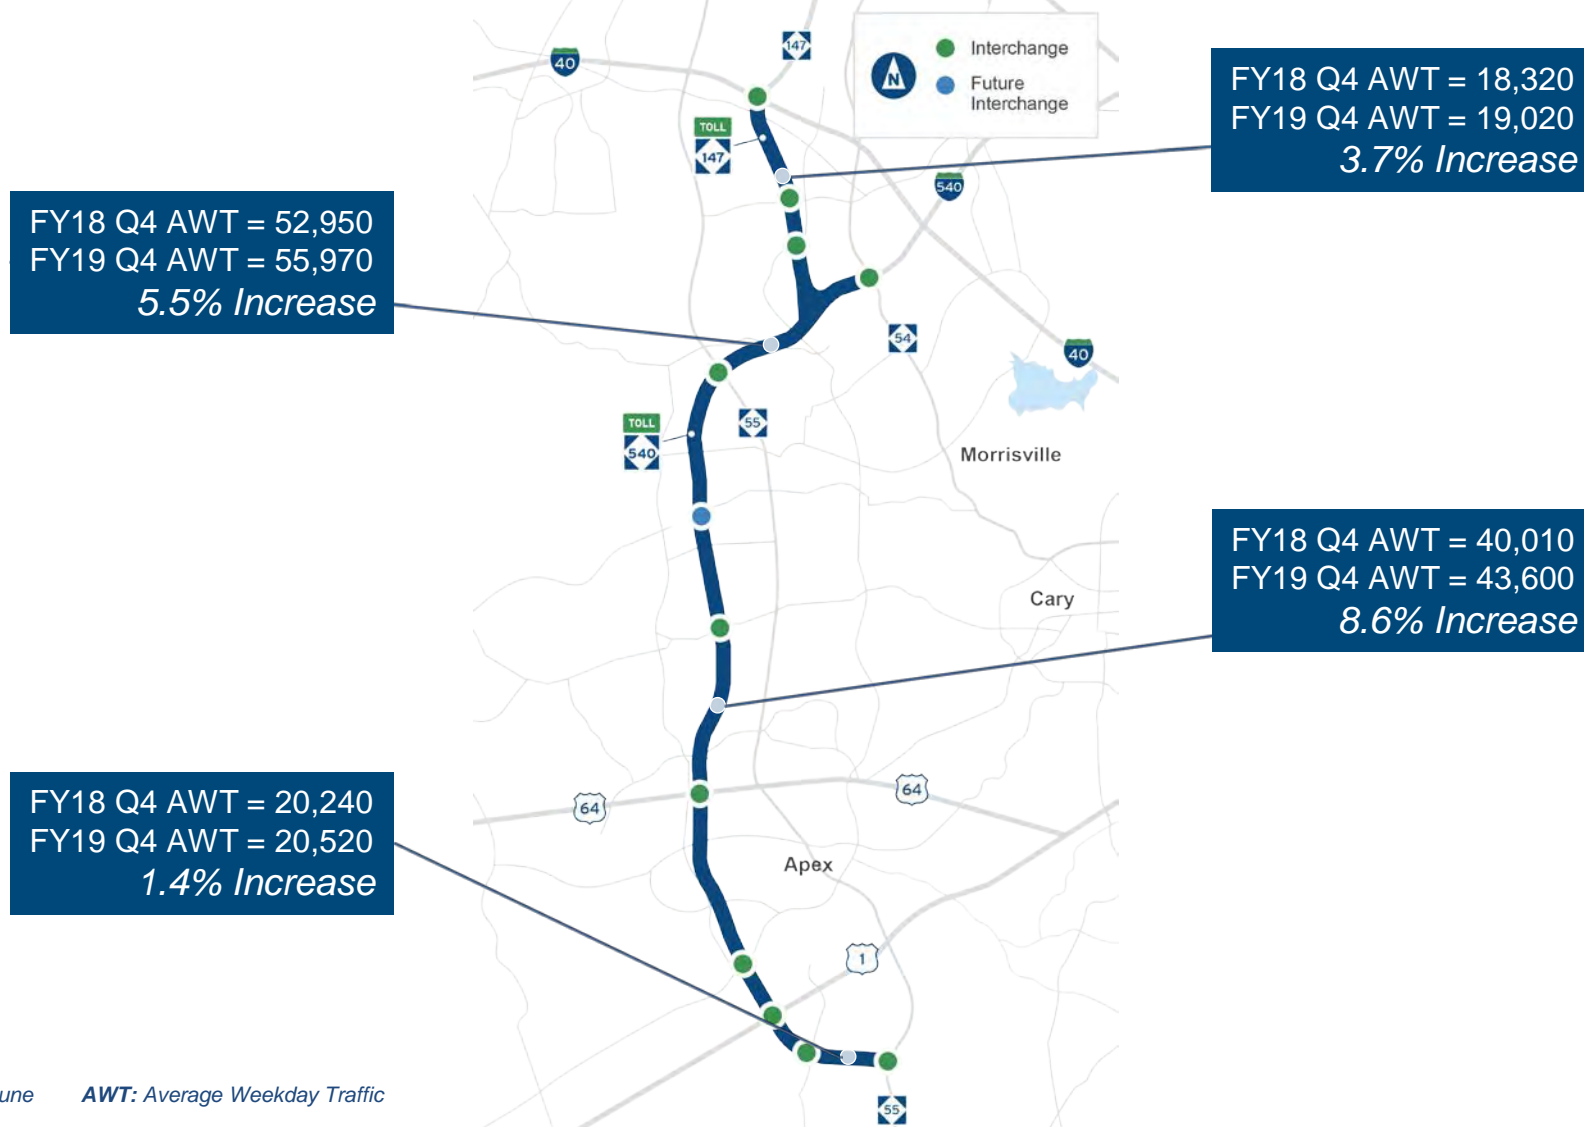 147
40
Interchange
Future
Interchange
N
FY18 Q4 AWT = 18,320
FY19 Q4 AWT = 19,020
3.7% Increase
TOLL
147
540
FY18 Q4 AWT = 52,950
FY19 Q4 AWT = 55,970
5.5% Increase
54
40
TOLL
540
55
Morrisville
FY18 Q4 AWT = 40,010
FY19 Q4 AWT = 43,600
8.6% Increase
Cary
64
64
FY18 Q4 AWT = 20,240
FY19 Q4 AWT = 20,520
1.4% Increase
Apex
1
une AWT: Average Weekday Traffic
55